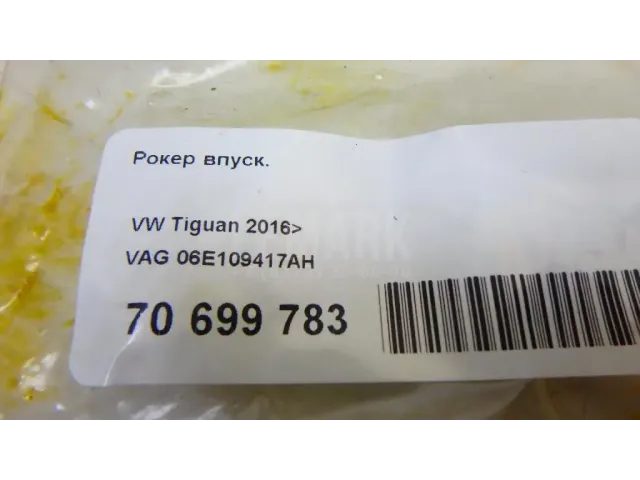 Рокер впуск.
VW Tiguan 2016>
VAG 06E109417AH
70 699 783